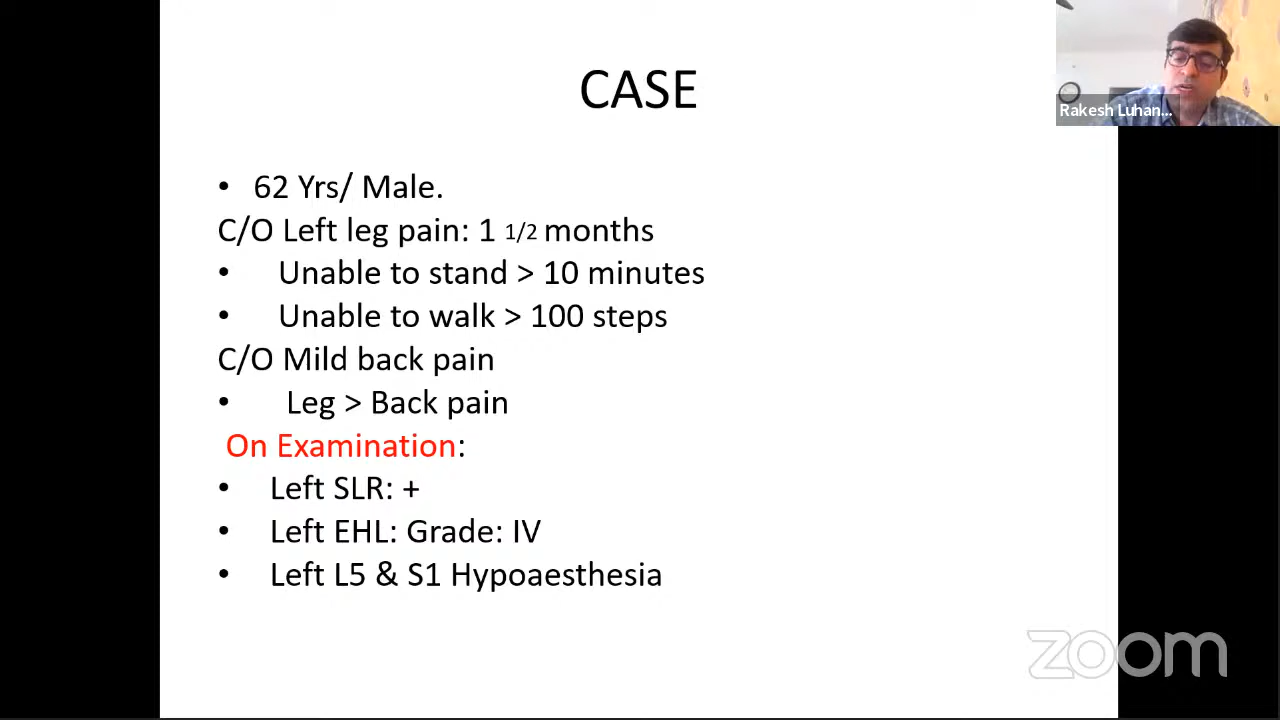 CASE
Rakesh Luhan...
• 62 Yrs/ Male.
C/O Left leg pain: 1 1/2 months
• Unable to stand > 10 minutes
• Unable to walk > 100 steps
C/O Mild back pain
• Leg > Back pain
On Examination:
• Left SLR: +
• Left EHL: Grade: IV
• Left L5 & S1 Hypoaesthesia
zoom